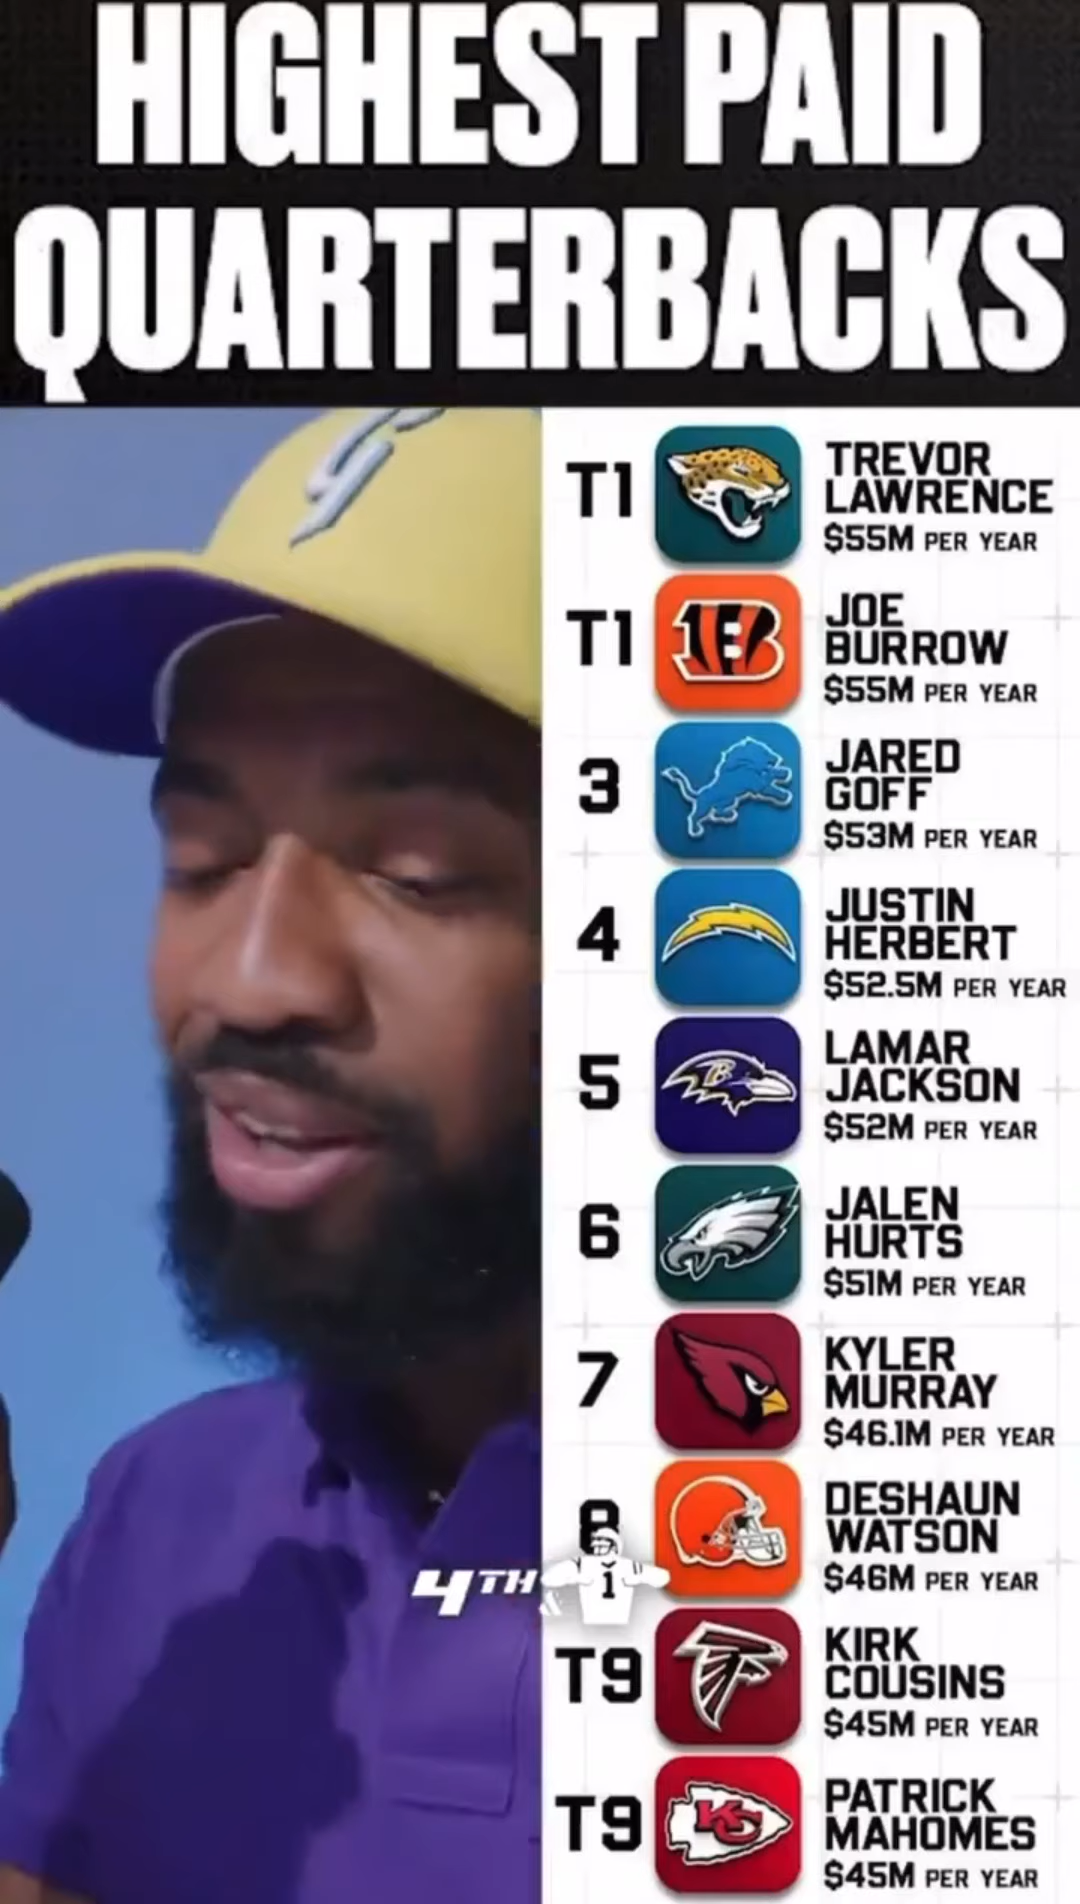 HIGHEST PAID
QUARTERBACKS
T1
TREVOR
LAWRENCE
$55M PER YEAR
T1
JOE
BURROW
$55M PER YEAR
3
JARED
GOFF
$53M PER YEAR
4
JUSTIN
HERBERT
$52.5M PER YEAR
5
LAMAR
JACKSON
$52M PER YEAR
6
JALEN
HURTS
$51M PER YEAR
7
KYLER
MURRAY
$46.1M PER YEAR
8
DESHAUN
WATSON
$46M PER YEAR
4TH
1
T9
KIRK
COUSINS
$45M PER YEAR
T9
KC
PATRICK
MAHOMES
$45M PER YEAR